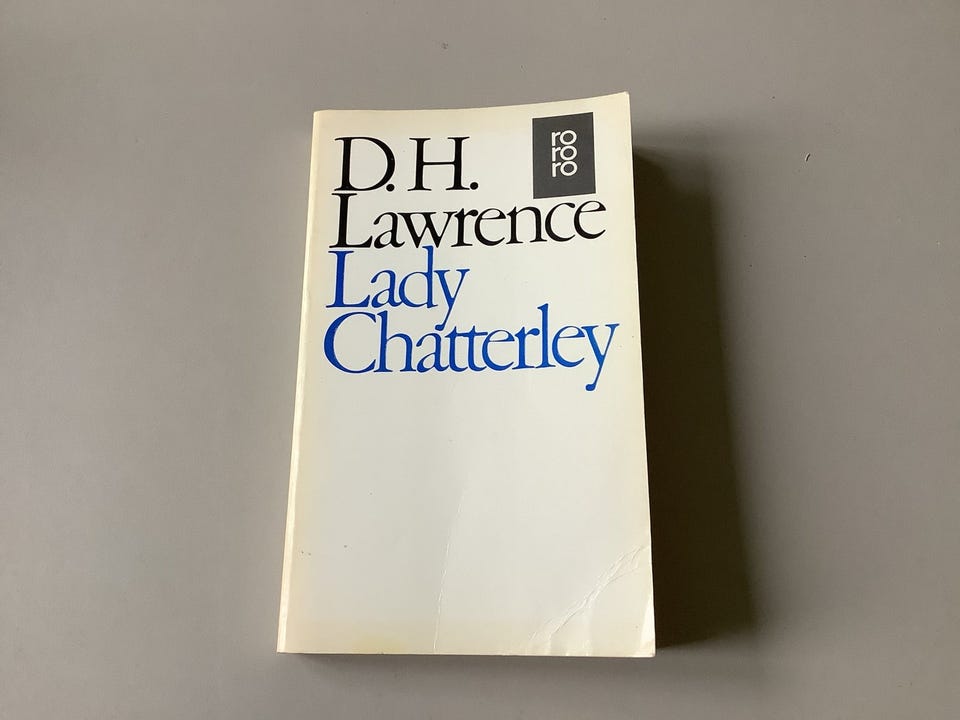 D. H.
ro
ro
ro
Lawrence
Lady
Chatterley